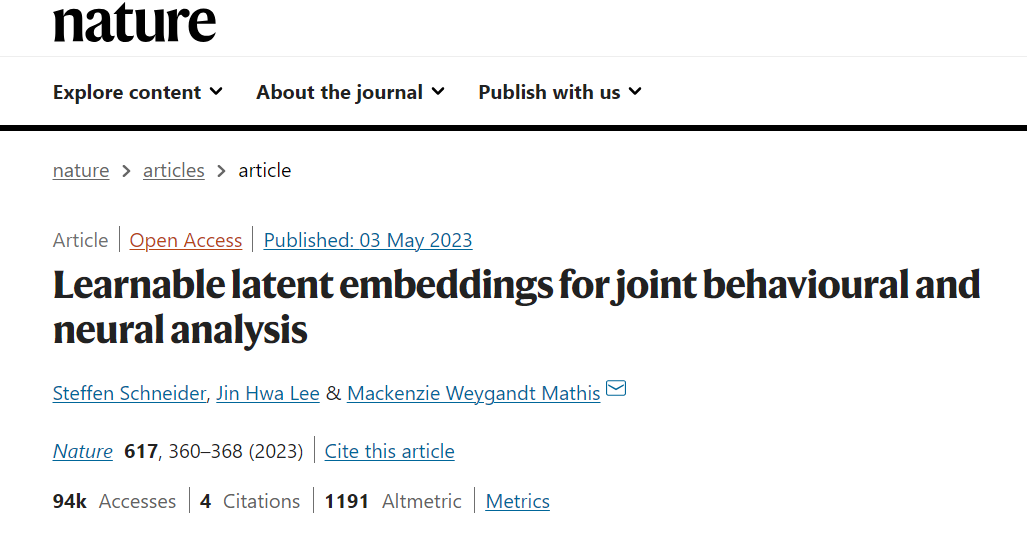 nature
Explore content About the journal Publish with us
nature > articles > article
Article | Open Access | Published: 03 May 2023
Learnable latent embeddings for joint behavioural and
neural analysis
Steffen Schneider, Jin Hwa Lee & Mackenzie Weygandt Mathis
Nature 617, 360–368 (2023) | Cite this article
94k Accesses | 4 Citations | 1191 Altmetric | Metrics